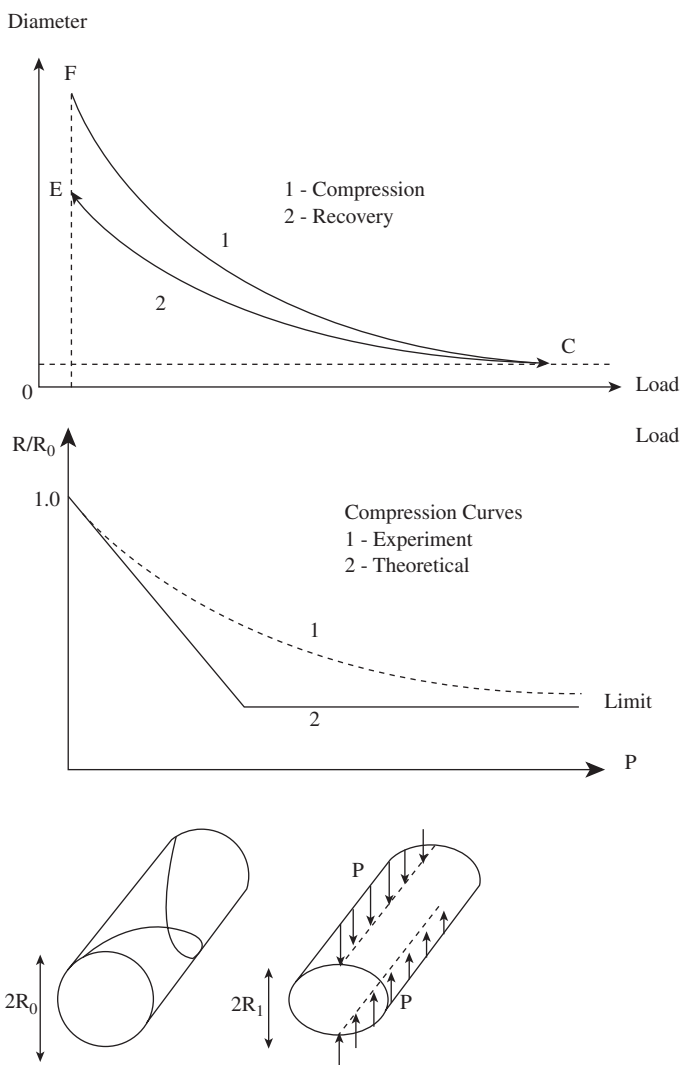 Diameter
F
E
1 - Compression
2 - Recovery
1
2
C
0
Load
Load
R/R₀
1.0
Compression Curves
1 - Experiment
2 - Theoretical
1
Limit
2
P
P
2R₀
2R₁
P